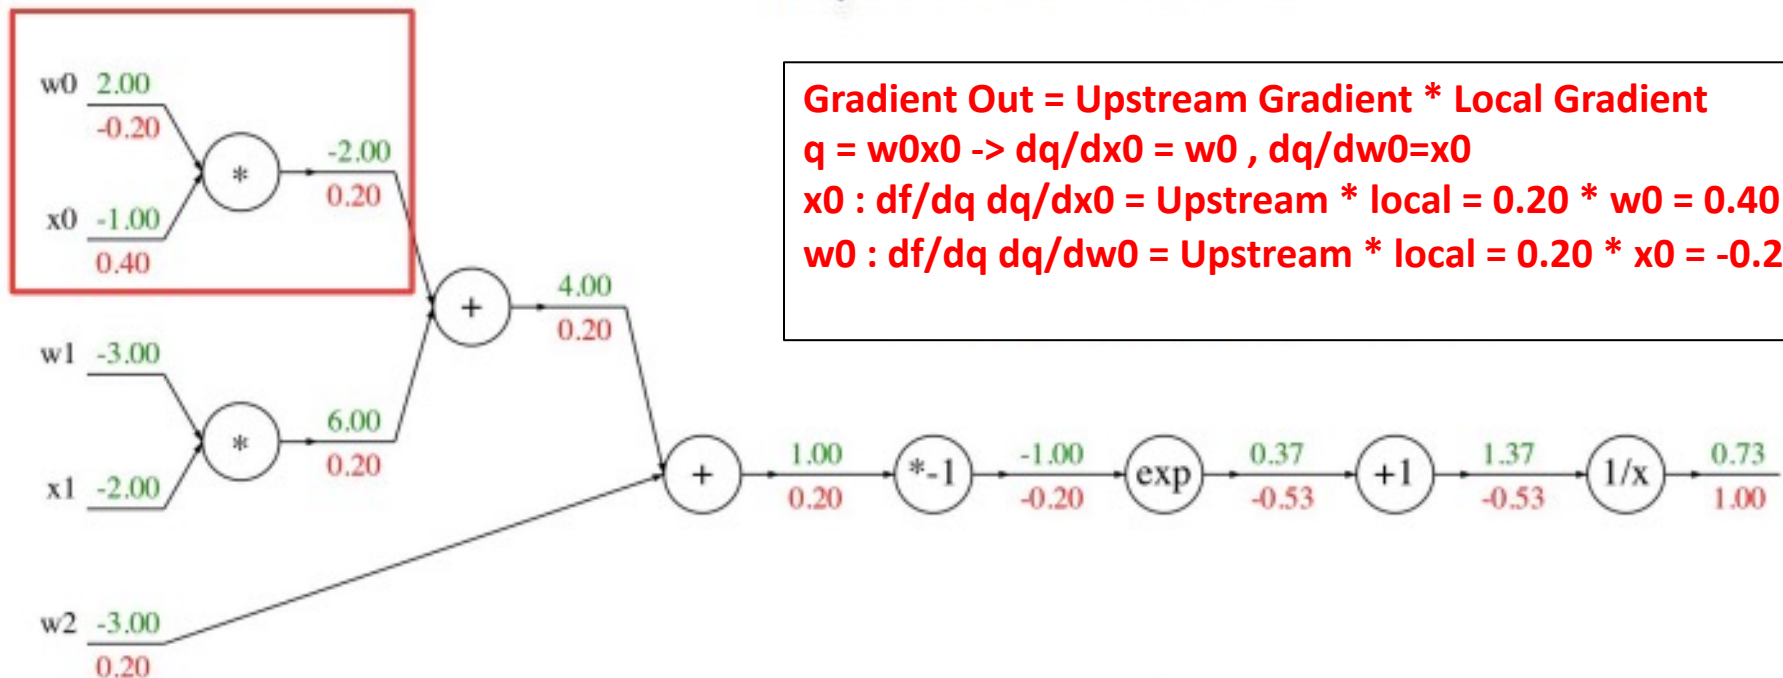 Gradient Out = Upstream Gradient * Local Gradient
q = w0x0 -> dq/dx0 = w0 , dq/dw0=x0
x0 : df/dq dq/dx0 = Upstream * local = 0.20 * w0 = 0.40
w0 : df/dq dq/dw0 = Upstream * local = 0.20 * x0 = -0.2
w0 2.00
-0.20
*
-2.00
0.20
x0 -1.00
0.40
+
4.00
0.20
w1 -3.00
*
6.00
0.20
x1 -2.00
+
1.00
0.20
*-1
-1.00
-0.20
exp
0.37
-0.53
+1
1.37
-0.53
1/x
0.73
1.00
w2 -3.00
0.20